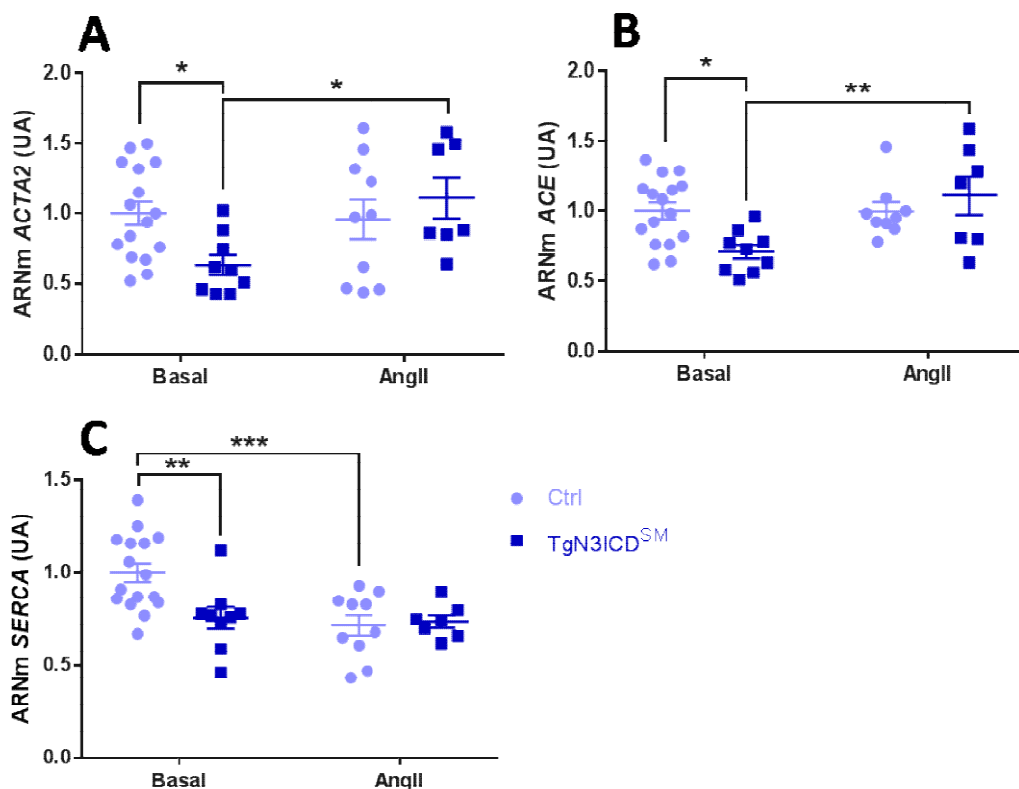 A
ARNm ACTA2 (UA)
2.0
1.5
1.0
0.5
0.0
*
*
Basal
AngII
B
ARNm ACE (UA)
2.0
1.5
1.0
0.5
0.0
*
**
Basal
AngII
C
ARNm SERCA (UA)
1.5
1.0
0.5
0.0
***
**
Basal
AngII
Ctrl
TgN3ICD^SM